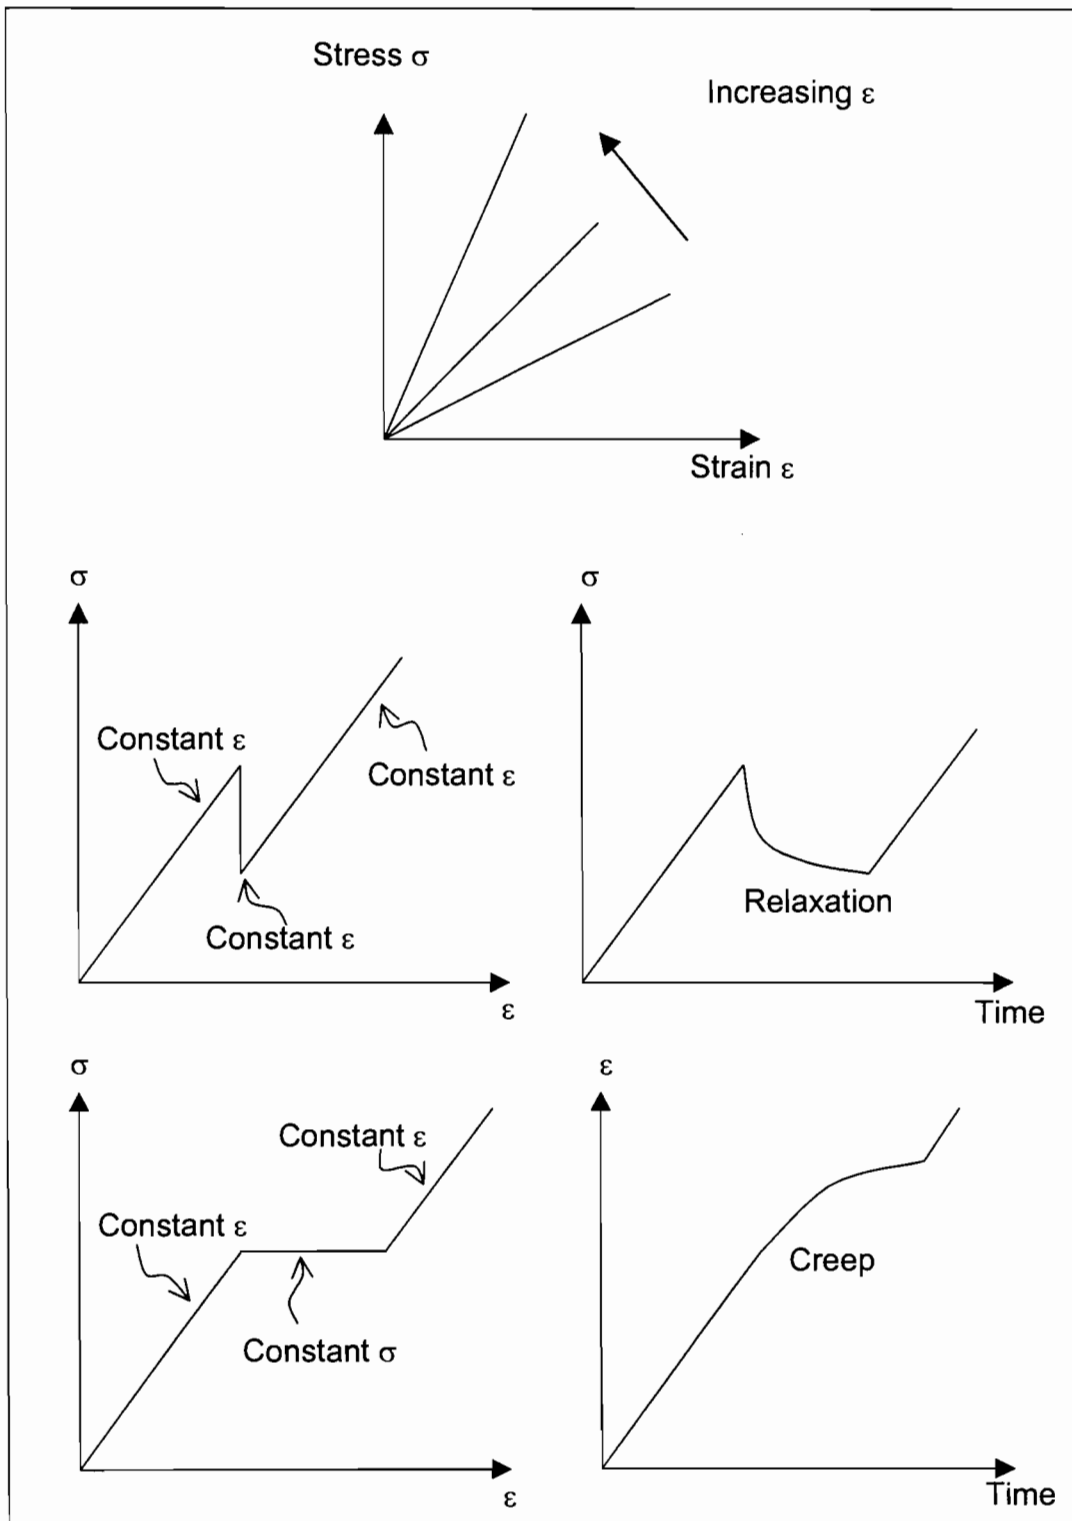 Stress σ
Increasing ε
Strain ε
σ
Constant ε
Constant ε
Constant ε
ε
σ
Relaxation
Time
σ
Constant ε
Constant ε
Constant σ
ε
ε
Creep
Time